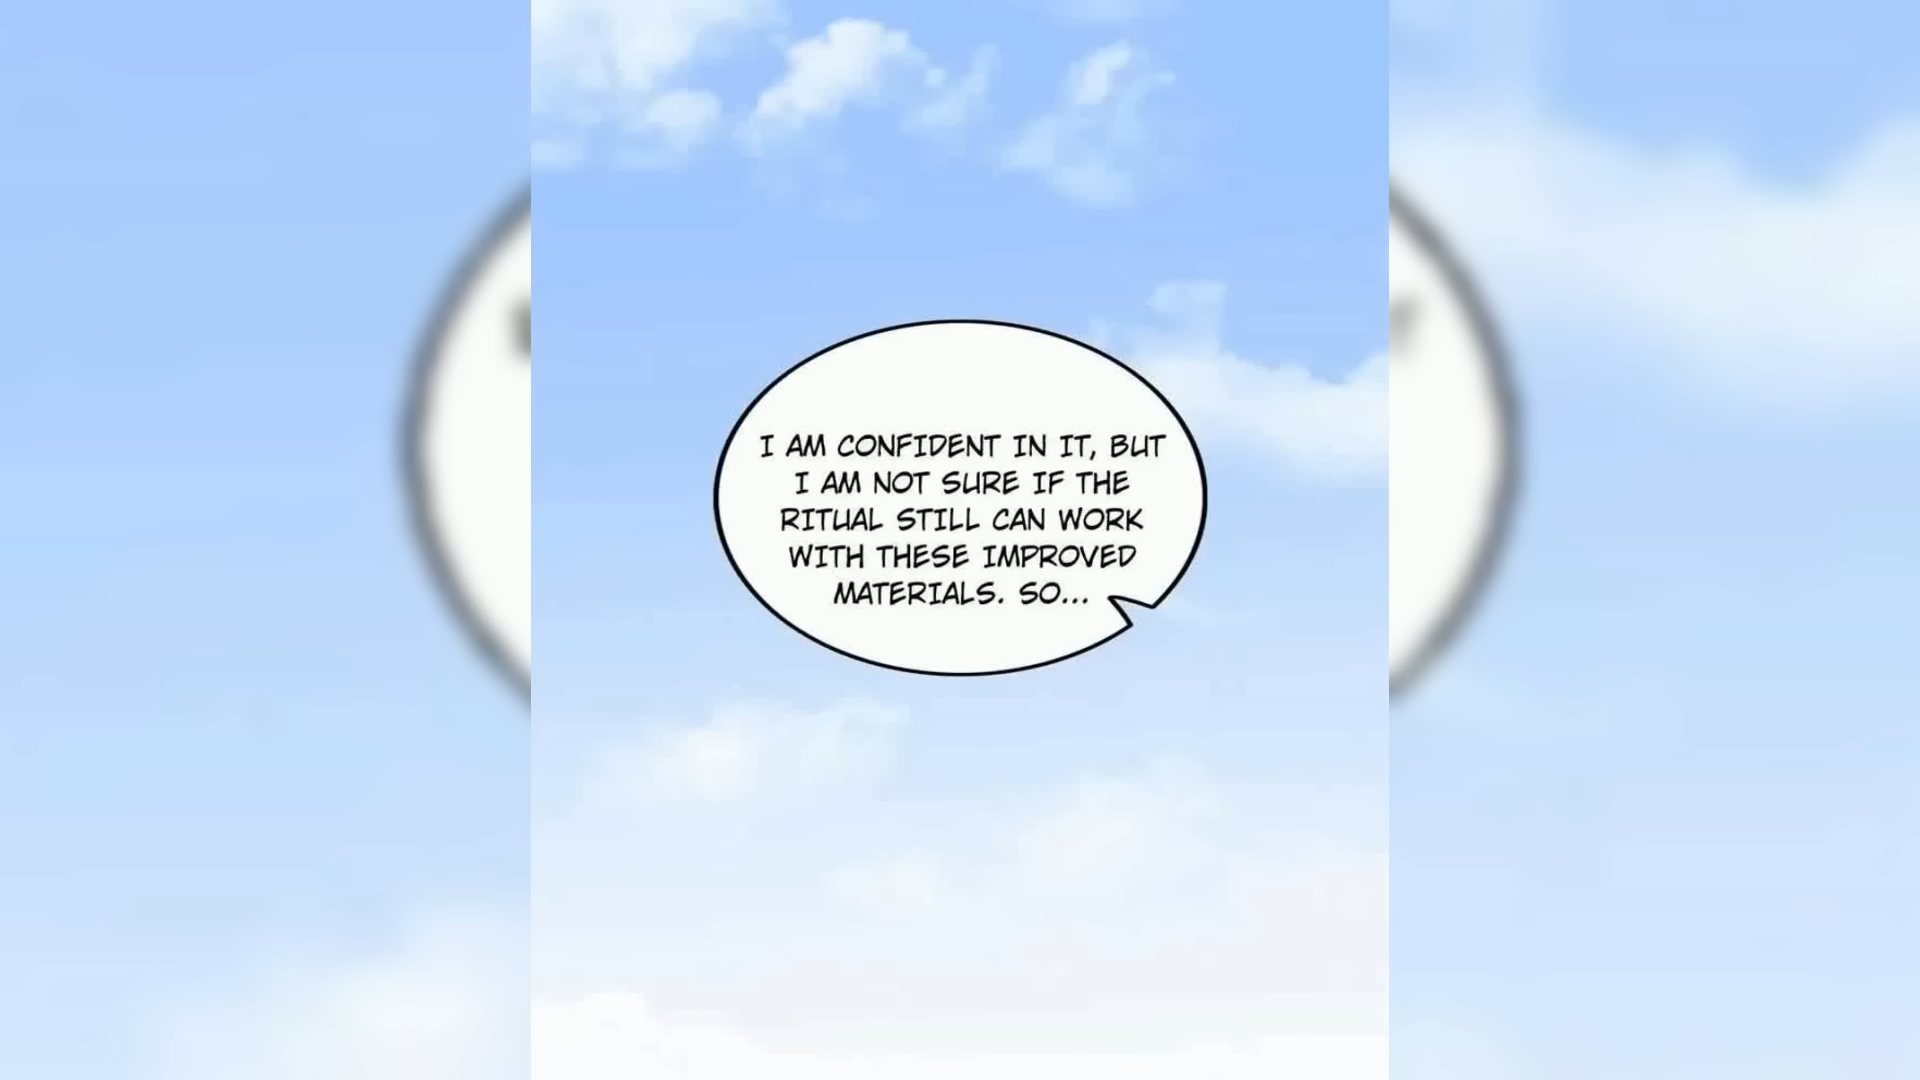 I AM CONFIDENT IN IT, BUT
I AM NOT SURE IF THE
RITUAL STILL CAN WORK
WITH THESE IMPROVED
MATERIALS. SO...